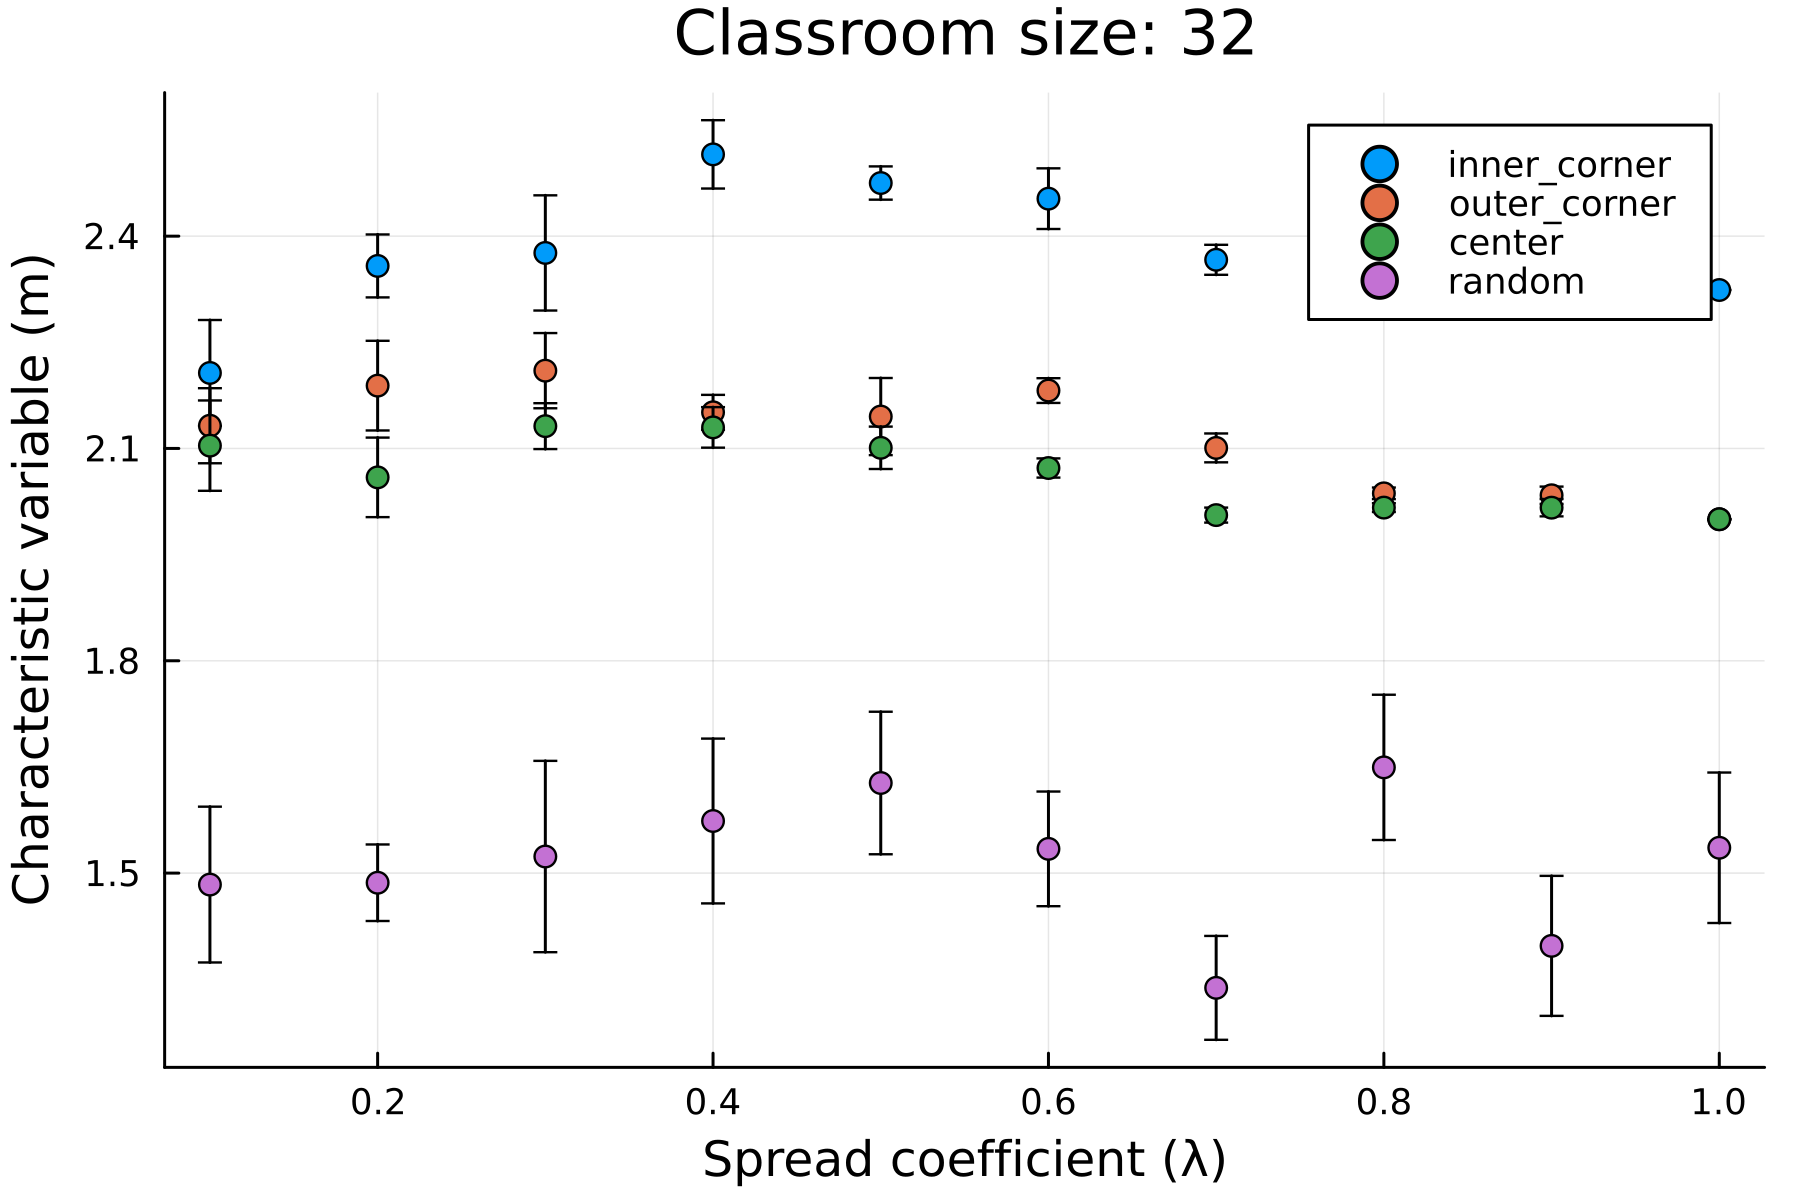 Classroom size: 32
Characteristic variable (m)
2.4
2.1
1.8
1.5
inner_corner
outer_corner
center
random
0.2
0.4
0.6
0.8
1.0
Spread coefficient (λ)